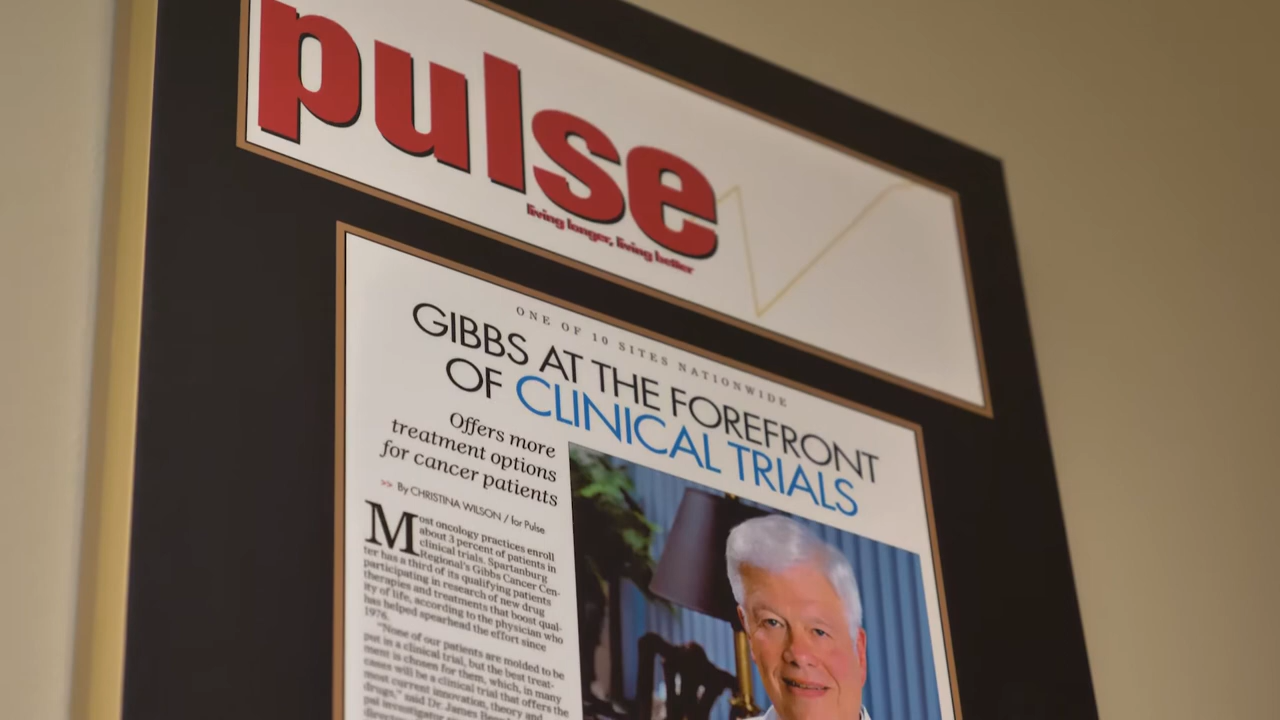 pulse
living longer, living better
ONE OF 10 SITES NATIONWIDE
GIBBS AT THE FOREFRONT
OF CLINICAL TRIALS
Offers more
treatment options
for cancer patients
>> By CHRISTINA WILSON / for Pulse
Most oncology practices enroll
about 3 percent of patients in
clinical trials. Spartanburg
Regional's Gibbs Cancer Cen-
ter has a third of its qualifying patients
participating in research of new drug
therapies and treatments that boost qual-
ity of life, according to the physician who
has helped spearhead the effort since
1976.
"None of our patients are molded to be
put in a clinical trial, but the best treat-
ment is chosen for them, which, in many
cases will be a clinical trial that offers the
most current innovation, theory and
drugs," said Dr. James
pal investigator